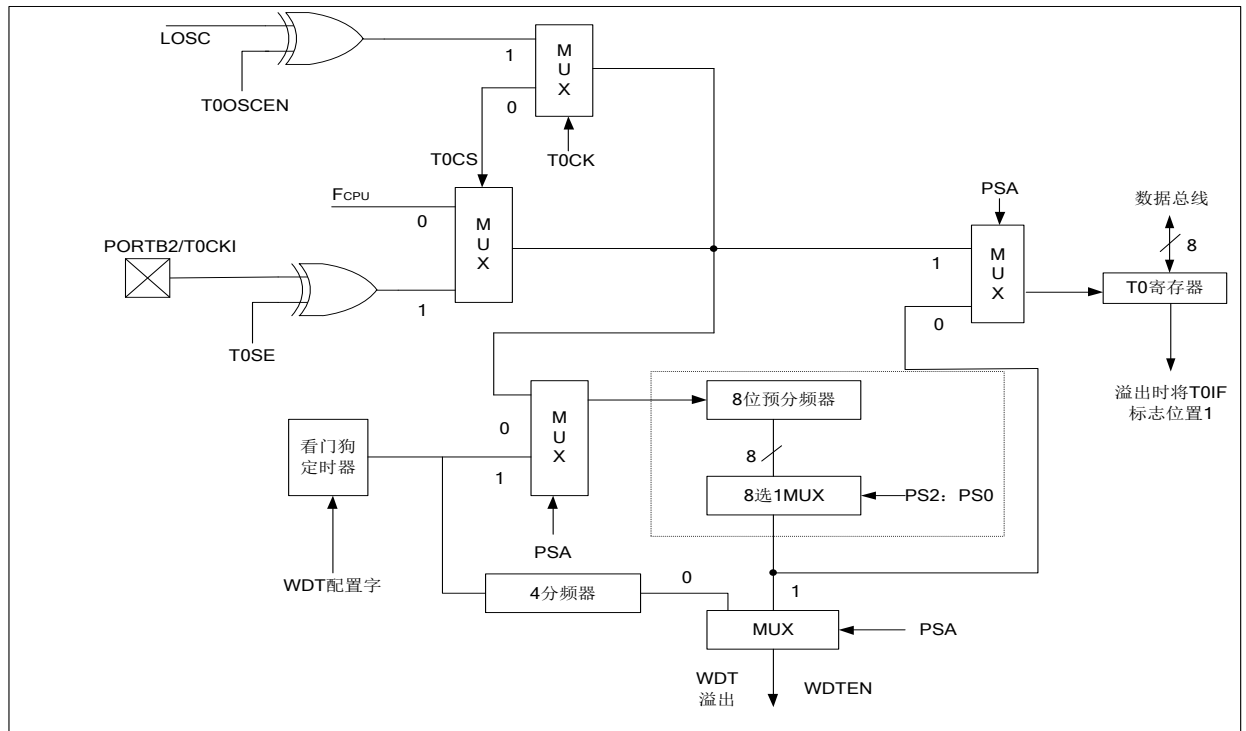 LOSC
T0OSCEN
1
0
M
U
X
T0CK
T0CS
FCPU
0
PORTB2/T0CKI
1
M
U
X
T0SE
PSA
1
0
M
U
X
数据总线
8
T0寄存器
溢出时将T0IF
标志位置1
看门狗
定时器
WDT配置字
0
1
M
U
X
PSA
8位预分频器
8
8选1MUX
PS2：PS0
4分频器
0
1
MUX
PSA
WDT
溢出
WDTEN